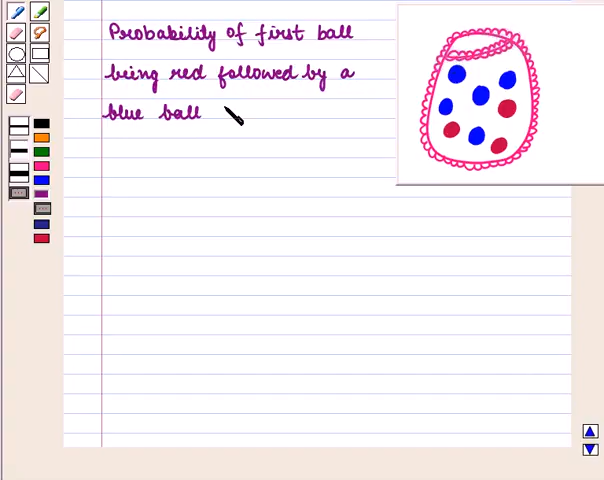 Probability of first ball
being red followed by a
blue ball